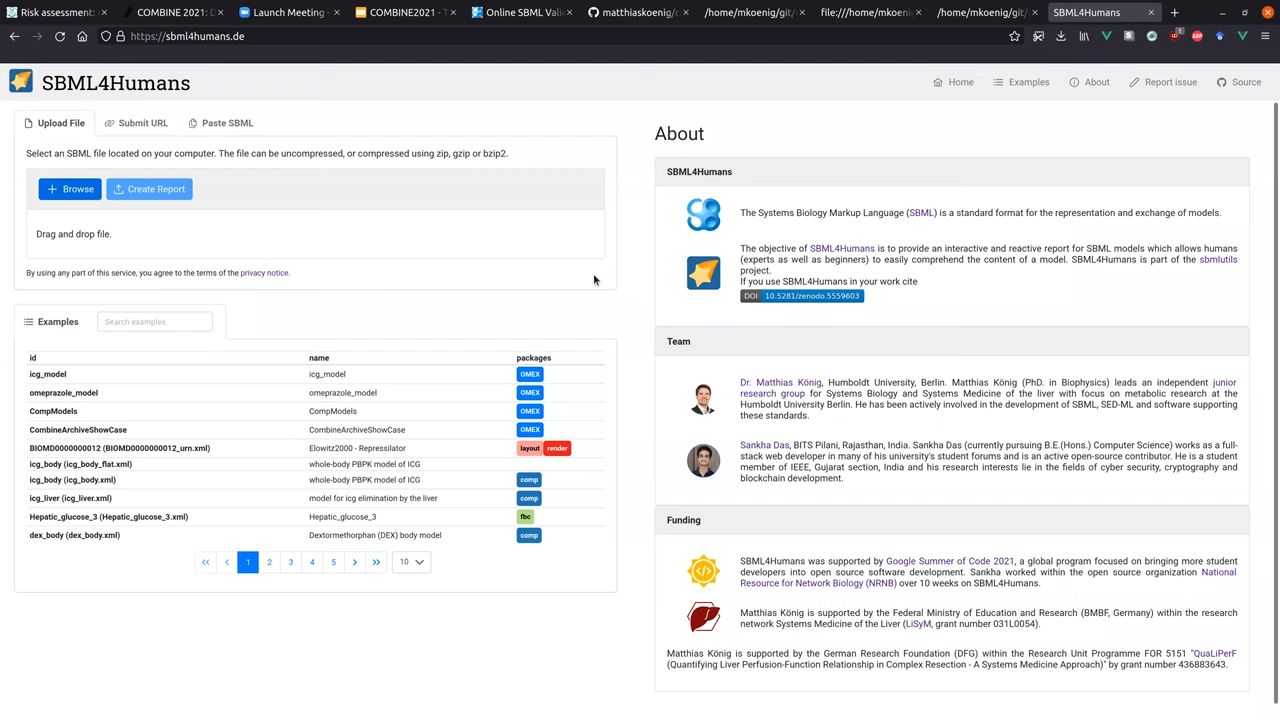 Risk assessment:
COMBINE 2021: D
Launch Meeting -
COMBINE2021 - T
Online SBML Vali
matthiaskoenig/c
/home/mkoenig/git/
file:///home/mkoeni
/home/mkoenig/git/
SBML4Humans
https://sbml4humans.de
SBML4Humans
Home
Examples
About
Report issue
Source
Upload File
Submit URL
Paste SBML
Select an SBML file located on your computer. The file can be uncompressed, or compressed using zip, gzip or bzip2.
Browse
Create Report
Drag and drop file.
By using any part of this service, you agree to the terms of the privacy notice.
Examples
Search examples
id name packages
icg_model icg_model OMEX
omeprazole_model omeprazole_model OMEX
CompModels CompModels OMEX
CombineArchiveShowCase CombineArchiveShowCase OMEX
BIOMD0000000012 (BIOMD0000000012_urn.xml) Elowitz2000 - Repressilator layout render
icg_body (icg_body_flat.xml) whole-body PBPK model of ICG
icg_body (icg_body.xml) whole-body PBPK model of ICG comp
icg_liver (icg_liver.xml) model for icg elimination by the liver comp
Hepatic_glucose_3 (Hepatic_glucose_3.xml) Hepatic_glucose_3 fbc
dex_body (dex_body.xml) Dextormethorphan (DEX) body model comp
« ‹ 1 2 3 4 5 › » 10
About
SBML4Humans
The Systems Biology Markup Language (SBML) is a standard format for the representation and exchange of models.
The objective of SBML4Humans is to provide an interactive and reactive report for SBML models which allows humans
(experts as well as beginners) to easily comprehend the content of a model. SBML4Humans is part of the sbmlutils
project.
If you use SBML4Humans in your work cite
DOI 10.5281/zenodo.5559603
Team
Dr. Matthias König, Humboldt University, Berlin. Matthias König (PhD. in Biophysics) leads an independent junior
research group for Systems Biology and Systems Medicine of the liver with focus on metabolic research at the
Humboldt University Berlin. He has been actively involved in the development of SBML, SED-ML and software supporting
these standards.
Sankha Das, BITS Pilani, Rajasthan, India. Sankha Das (currently pursuing B.E.(Hons.) Computer Science) works as a full-
stack web developer in many of his university's student forums and is an active open-source contributor. He is a student
member of IEEE, Gujarat section, India and his research interests lie in the fields of cyber security, cryptography and
blockchain development.
Funding
SBML4Humans was supported by Google Summer of Code 2021, a global program focused on bringing more student
developers into open source software development. Sankha worked within the open source organization National
Resource for Network Biology (NRNB) over 10 weeks on SBML4Humans.
Matthias König is supported by the Federal Ministry of Education and Research (BMBF, Germany) within the research
network Systems Medicine of the Liver (LiSyM, grant number 031L0054).
Matthias König is supported by the German Research Foundation (DFG) within the Research Unit Programme FOR 5151 "QuaLiPerF
(Quantifying Liver Perfusion-Function Relationship in Complex Resection - A Systems Medicine Approach)" by grant number 436883643.